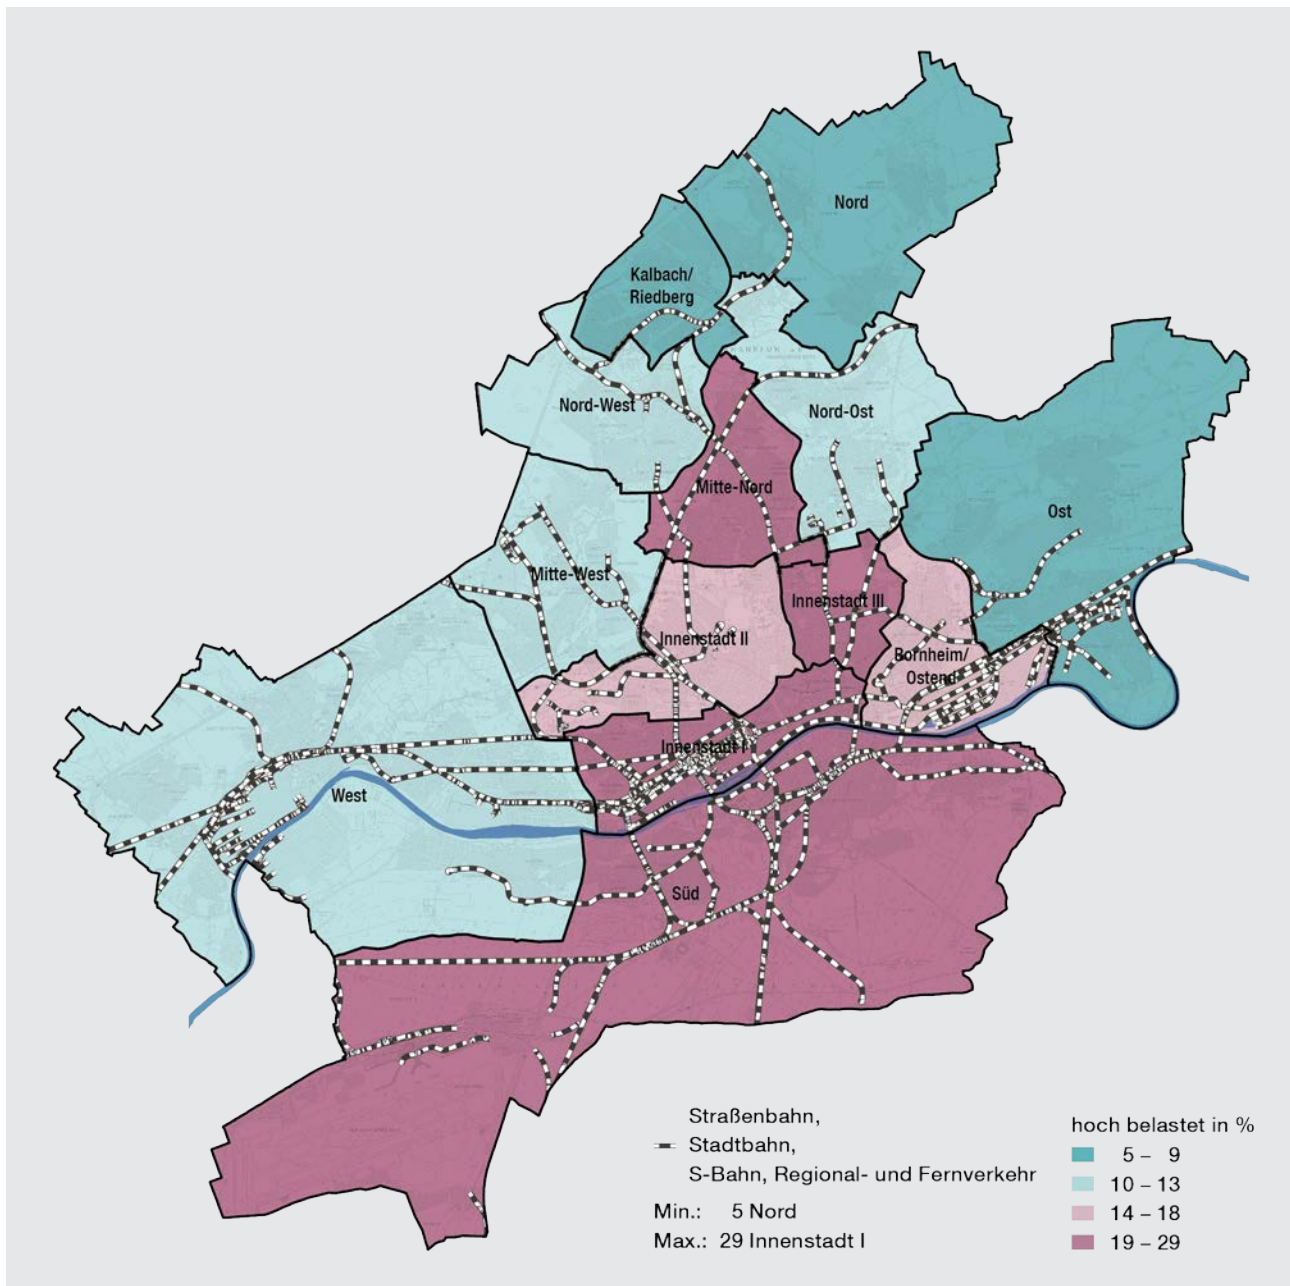 Nord
Kalbach/
Riedberg
Nord-West
Nord-Ost
Mitte-Nord
Ost
Mitte-West
Innenstadt III
Innenstadt II
Bornheim/
Ostend
Innenstadt I
West
Süd
Straßenbahn,
Stadtbahn,
S-Bahn, Regional- und Fernverkehr
Min.: 5 Nord
Max.: 29 Innenstadt I
hoch belastet in %
5 – 9
10 – 13
14 – 18
19 – 29